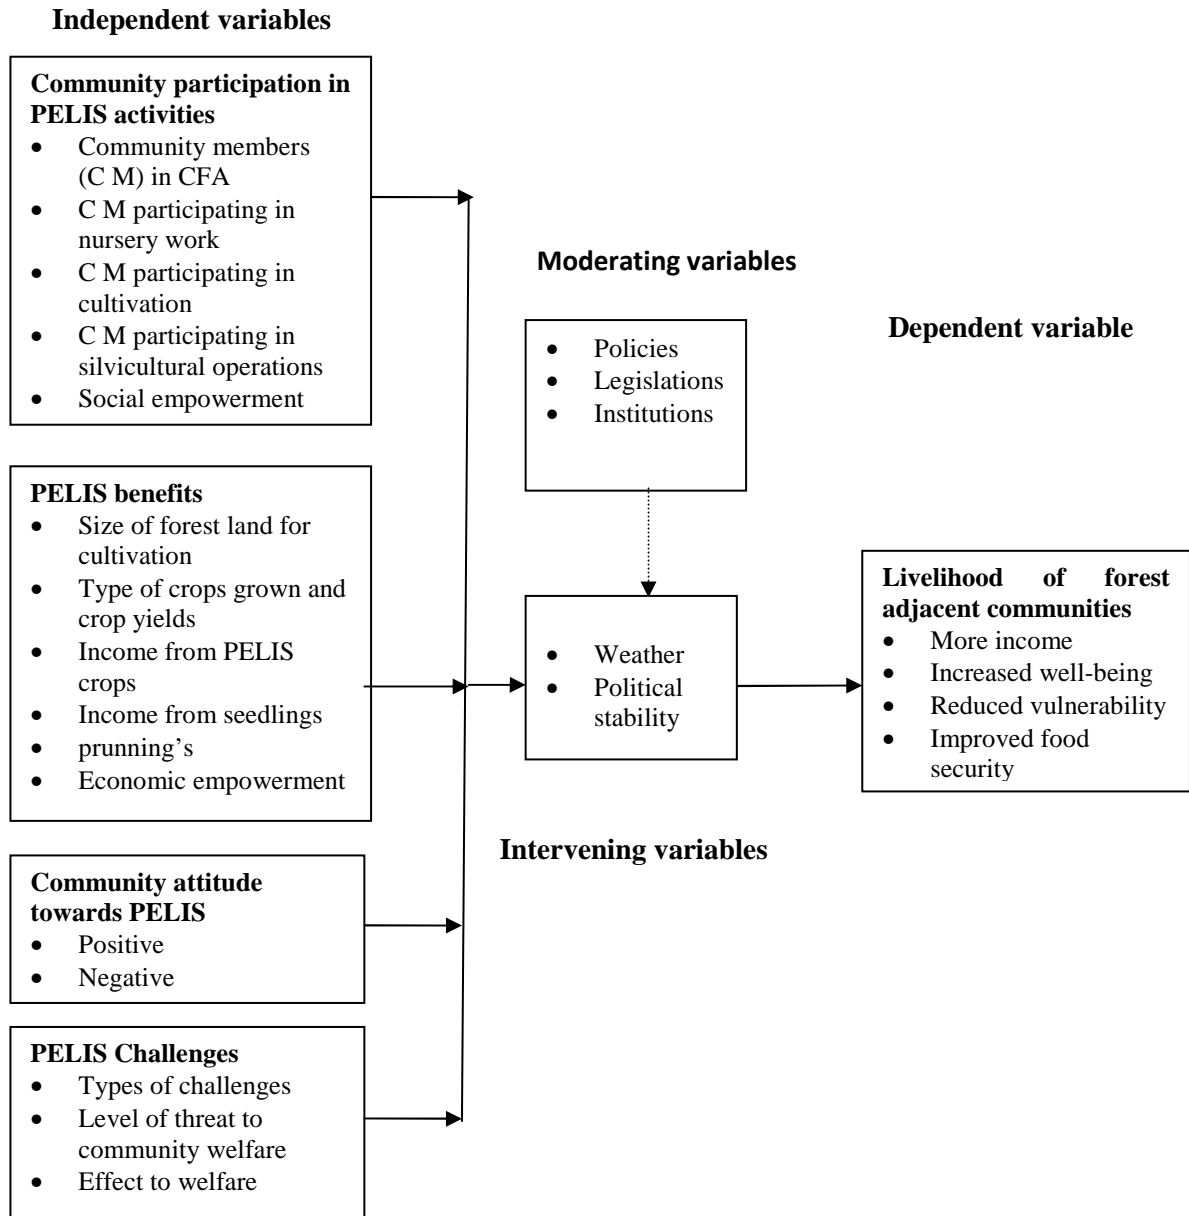 Independent variables
Community participation in
PELIS activities
• Community members
(C M) in CFA
• C M participating in
nursery work
• C M participating in
cultivation
• C M participating in
silvicultural operations
• Social empowerment
PELIS benefits
• Size of forest land for
cultivation
• Type of crops grown and
crop yields
• Income from PELIS
crops
• Income from seedlings
• prunning’s
• Economic empowerment
Community attitude
towards PELIS
• Positive
• Negative
PELIS Challenges
• Types of challenges
• Level of threat to
community welfare
• Effect to welfare
Moderating variables
• Policies
• Legislations
• Institutions
• Weather
• Political
stability
Intervening variables
Dependent variable
Livelihood of forest
adjacent communities
• More income
• Increased well-being
• Reduced vulnerability
• Improved food
security